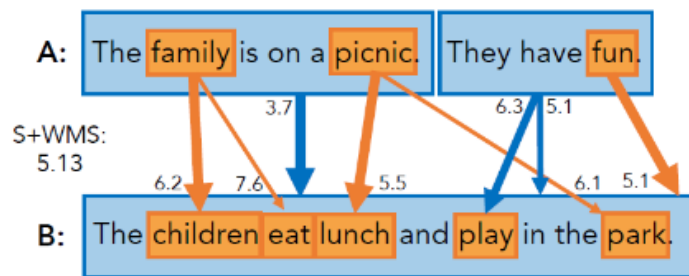 A: The family is on a picnic. They have fun.
3.7 6.3 5.1
S+WMS:
5.13
6.2 7.6 5.5 6.1 5.1
B: The children eat lunch and play in the park.